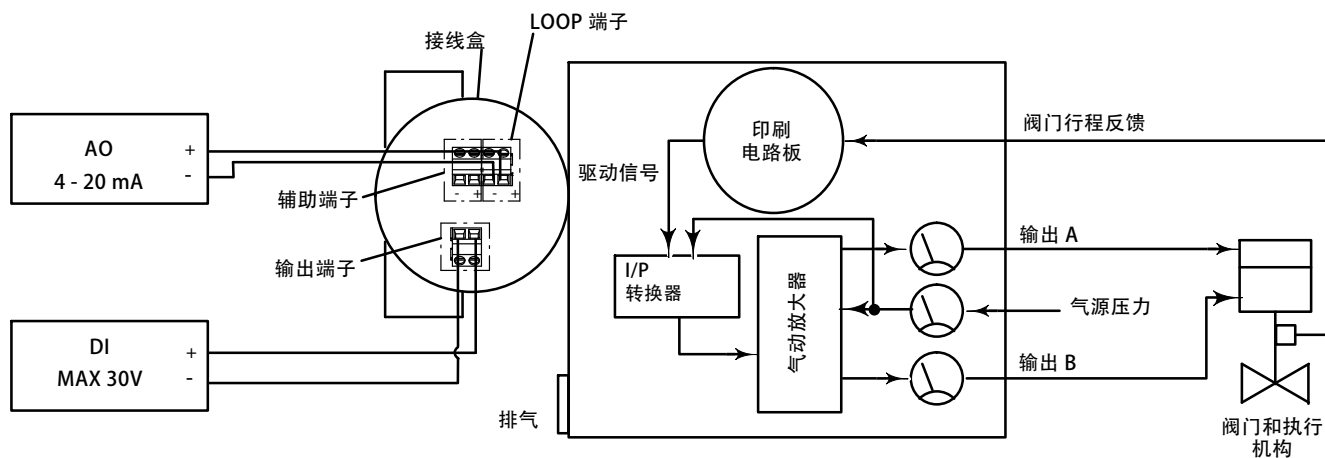 LOOP 端子
接线盒
AO
4 - 20 mA
+
-
辅助端子
- + - +
输出端子
DI
MAX 30V
+
-
排气
印刷
电路板
驱动信号
阀门行程反馈
I/P
转换器
气动放大器
输出 A
气源压力
输出 B
阀门和执行
机构